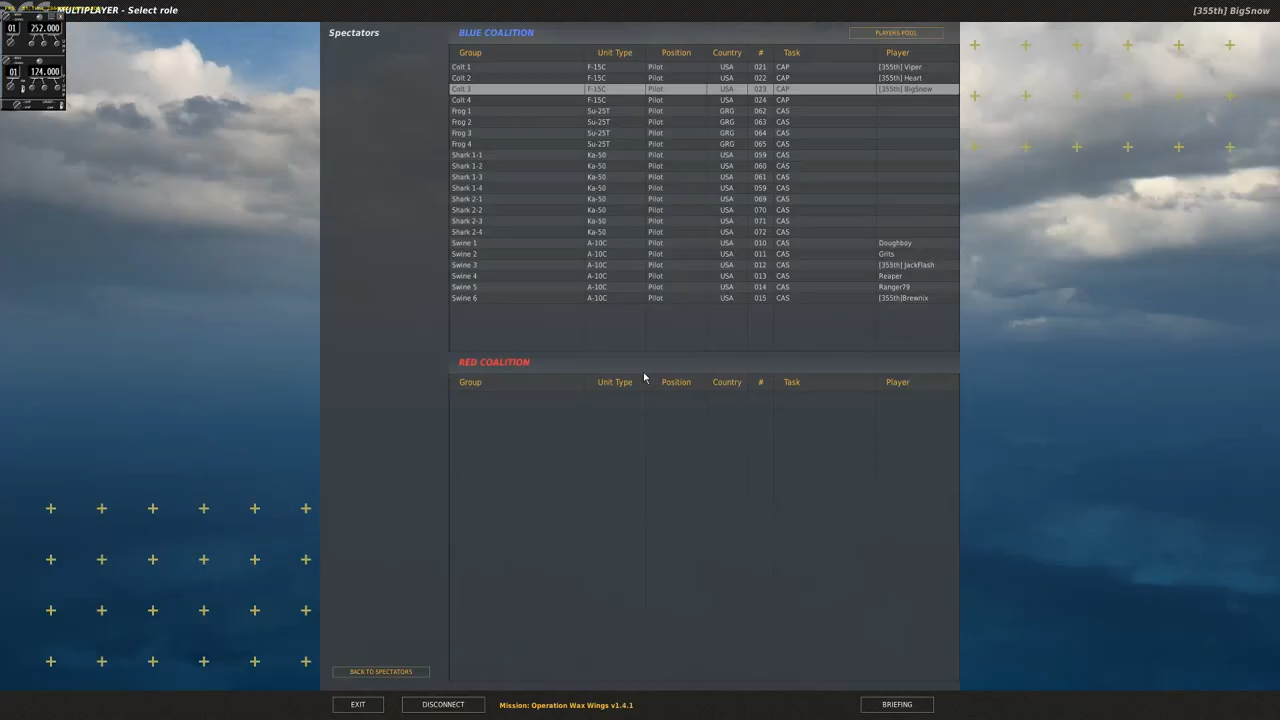 MULTIPLAYER - Select role
[355th] BigSnow
01 252.000
01 124.000
Spectators
BLUE COALITION
PLAYERS POOL
Group Unit Type Position Country # Task Player
Colt 1 F-15C Pilot USA 021 CAP [355th] Viper
Colt 2 F-15C Pilot USA 022 CAP [355th] Heart
Colt 3 F-15C Pilot USA 023 CAP [355th] BigSnow
Colt 4 F-15C Pilot USA 024 CAP
Frog 1 Su-25T Pilot GRG 062 CAS
Frog 2 Su-25T Pilot GRG 063 CAS
Frog 3 Su-25T Pilot GRG 064 CAS
Frog 4 Su-25T Pilot GRG 065 CAS
Shark 1-1 Ka-50 Pilot USA 059 CAS
Shark 1-2 Ka-50 Pilot USA 060 CAS
Shark 1-3 Ka-50 Pilot USA 061 CAS
Shark 1-4 Ka-50 Pilot USA 059 CAS
Shark 2-1 Ka-50 Pilot USA 069 CAS
Shark 2-2 Ka-50 Pilot USA 070 CAS
Shark 2-3 Ka-50 Pilot USA 071 CAS
Shark 2-4 Ka-50 Pilot USA 072 CAS
Swine 1 A-10C Pilot USA 010 CAS Doughboy
Swine 2 A-10C Pilot USA 011 CAS Grits
Swine 3 A-10C Pilot USA 012 CAS [355th] JackFlash
Swine 4 A-10C Pilot USA 013 CAS Reaper
Swine 5 A-10C Pilot USA 014 CAS Ranger79
Swine 6 A-10C Pilot USA 015 CAS [355th]Brewnix
RED COALITION
Group Unit Type Position Country # Task Player
BACK TO SPECTATORS
EXIT
DISCONNECT
Mission: Operation Wax Wings v1.4.1
BRIEFING